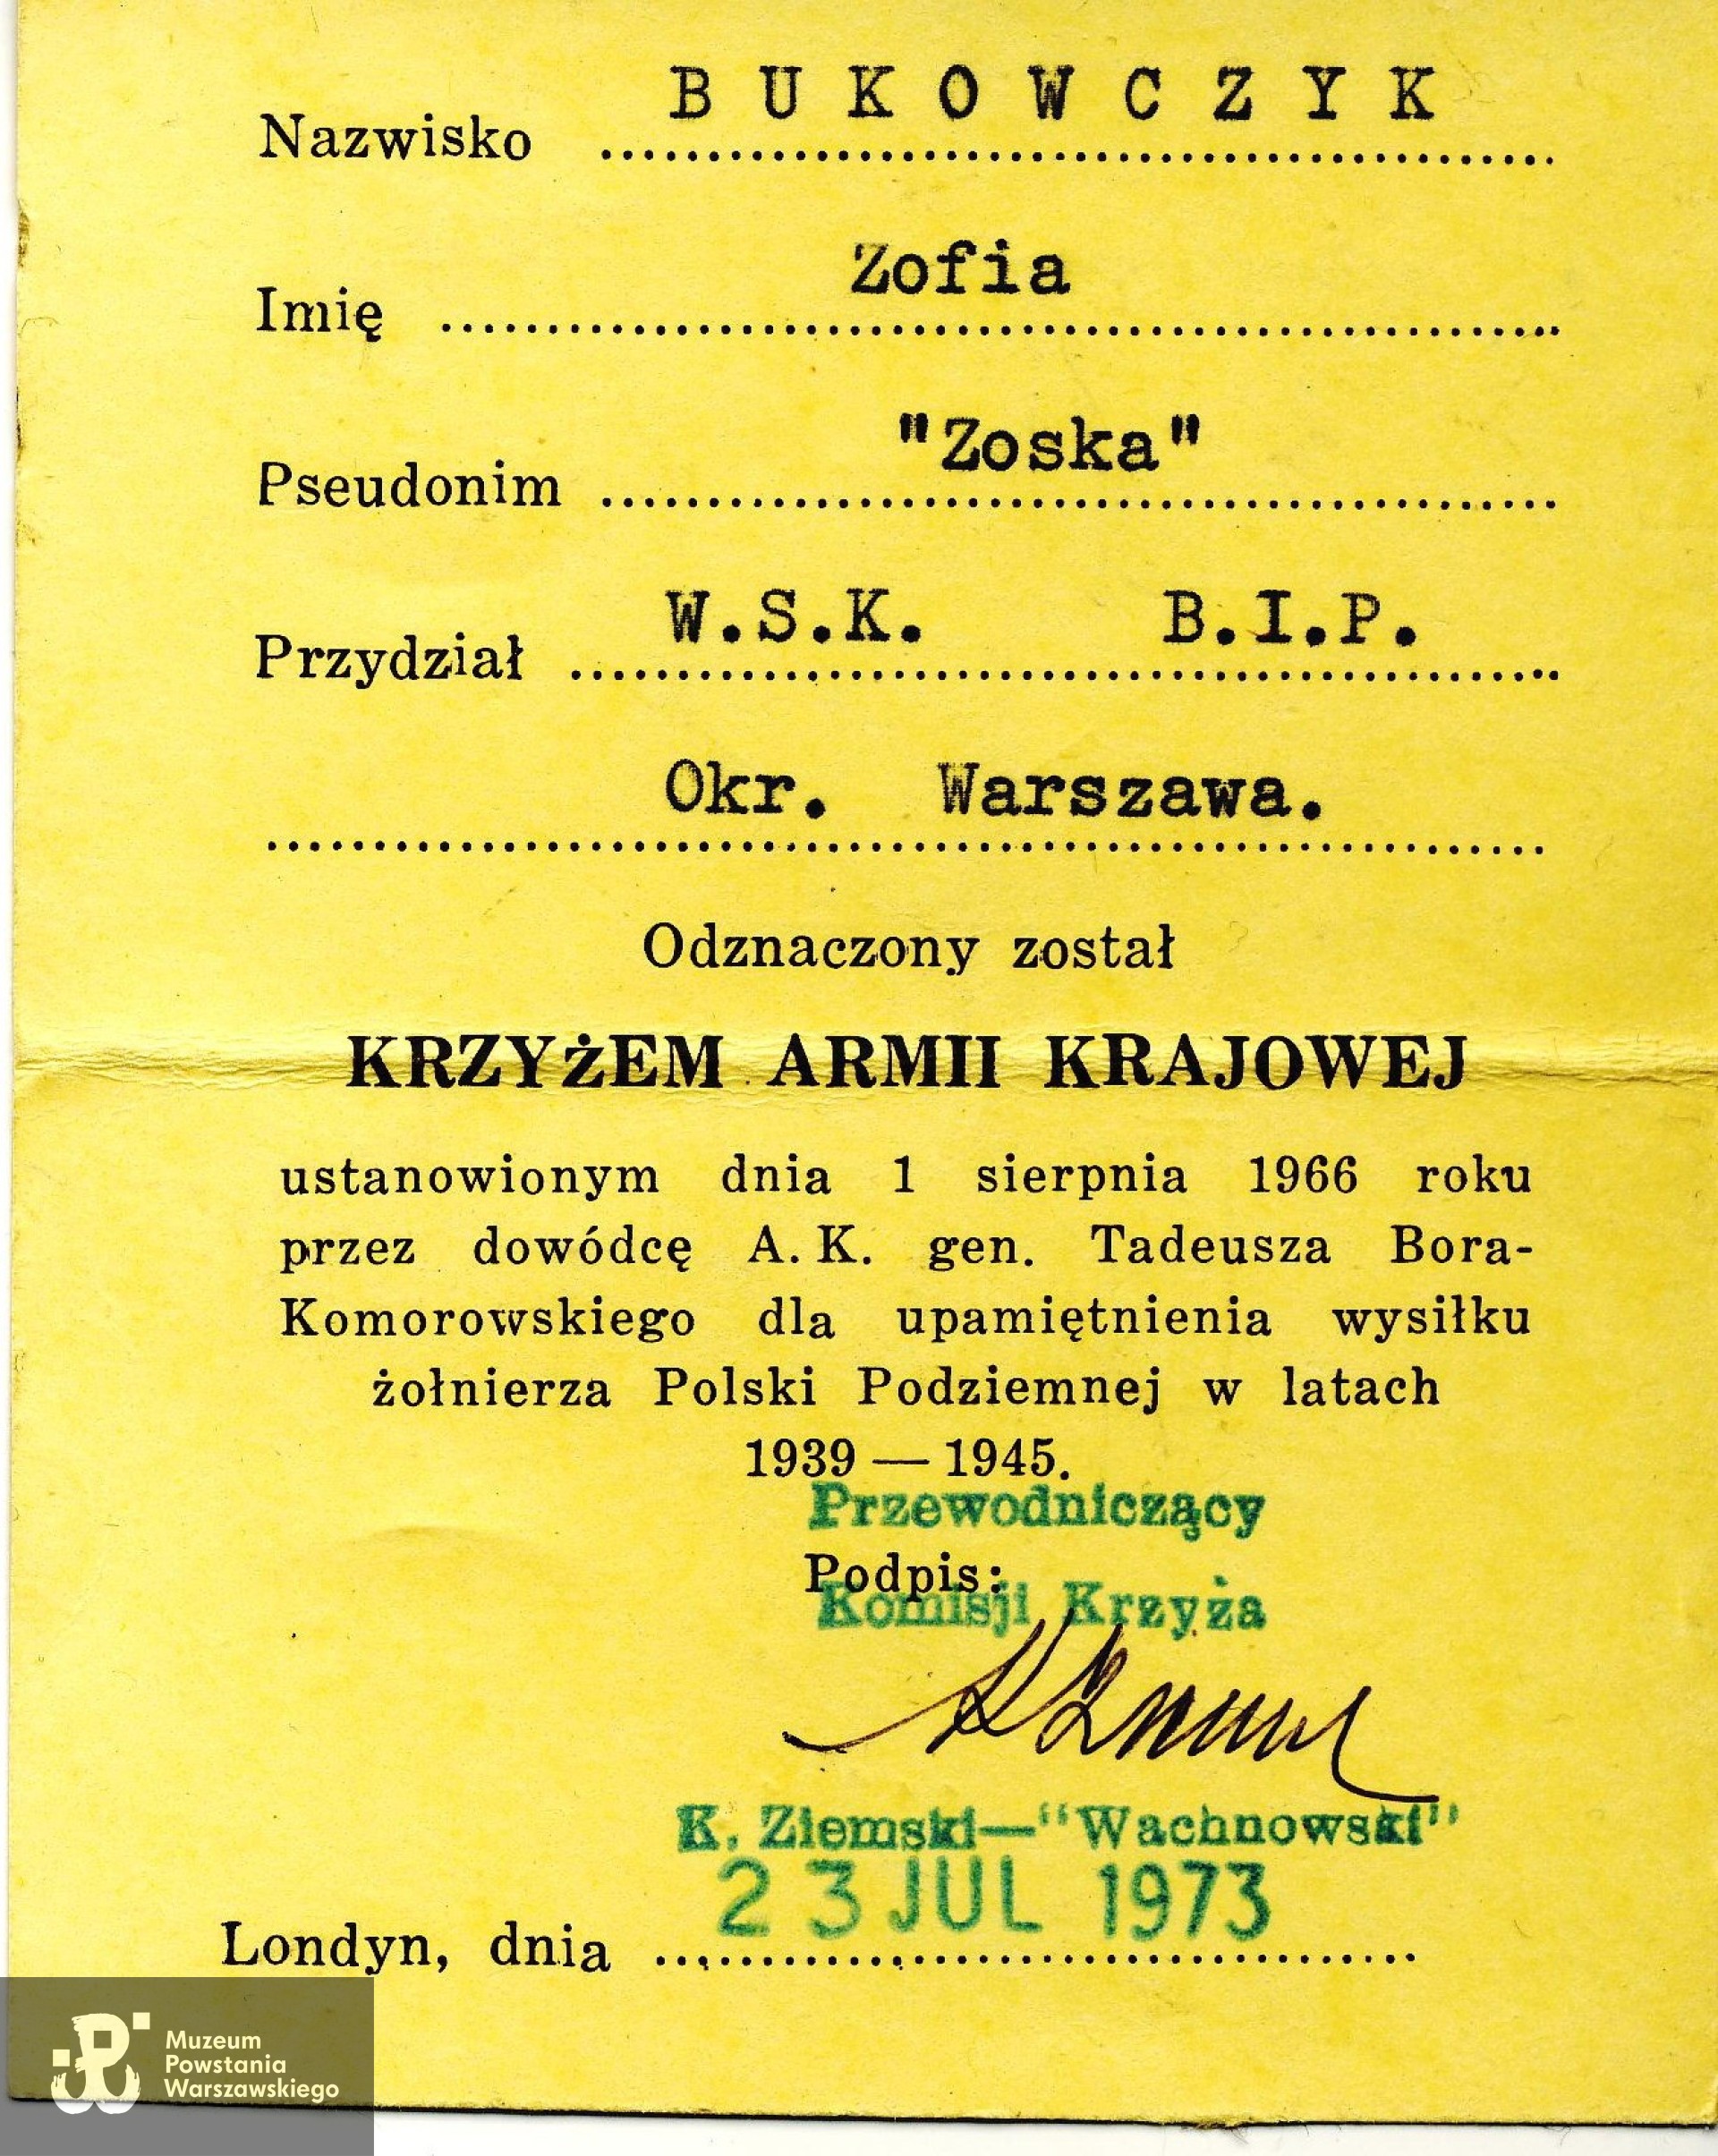 Nazwisko BUKOWCZYK
Imię Zofia
Pseudonim "Zoska"
Przydział W.S.K. B.I.P.
Okr. Warszawa.
Odznaczony został
KRZYŻEM ARMII KRAJOWEJ
ustanowionym dnia 1 sierpnia 1966 roku
przez dowódcę A. K. gen. Tadeusza Bora-
Komorowskiego dla upamiętnienia wysiłku
żołnierza Polski Podziemnej w latach
1939 — 1945.
Przewodniczący
Podpis:
Komisji Krzyża
K. Ziemski—"Wachnowski"
23 JUL 1973
Londyn, dnia
Muzeum
Powstania
Warszawskiego